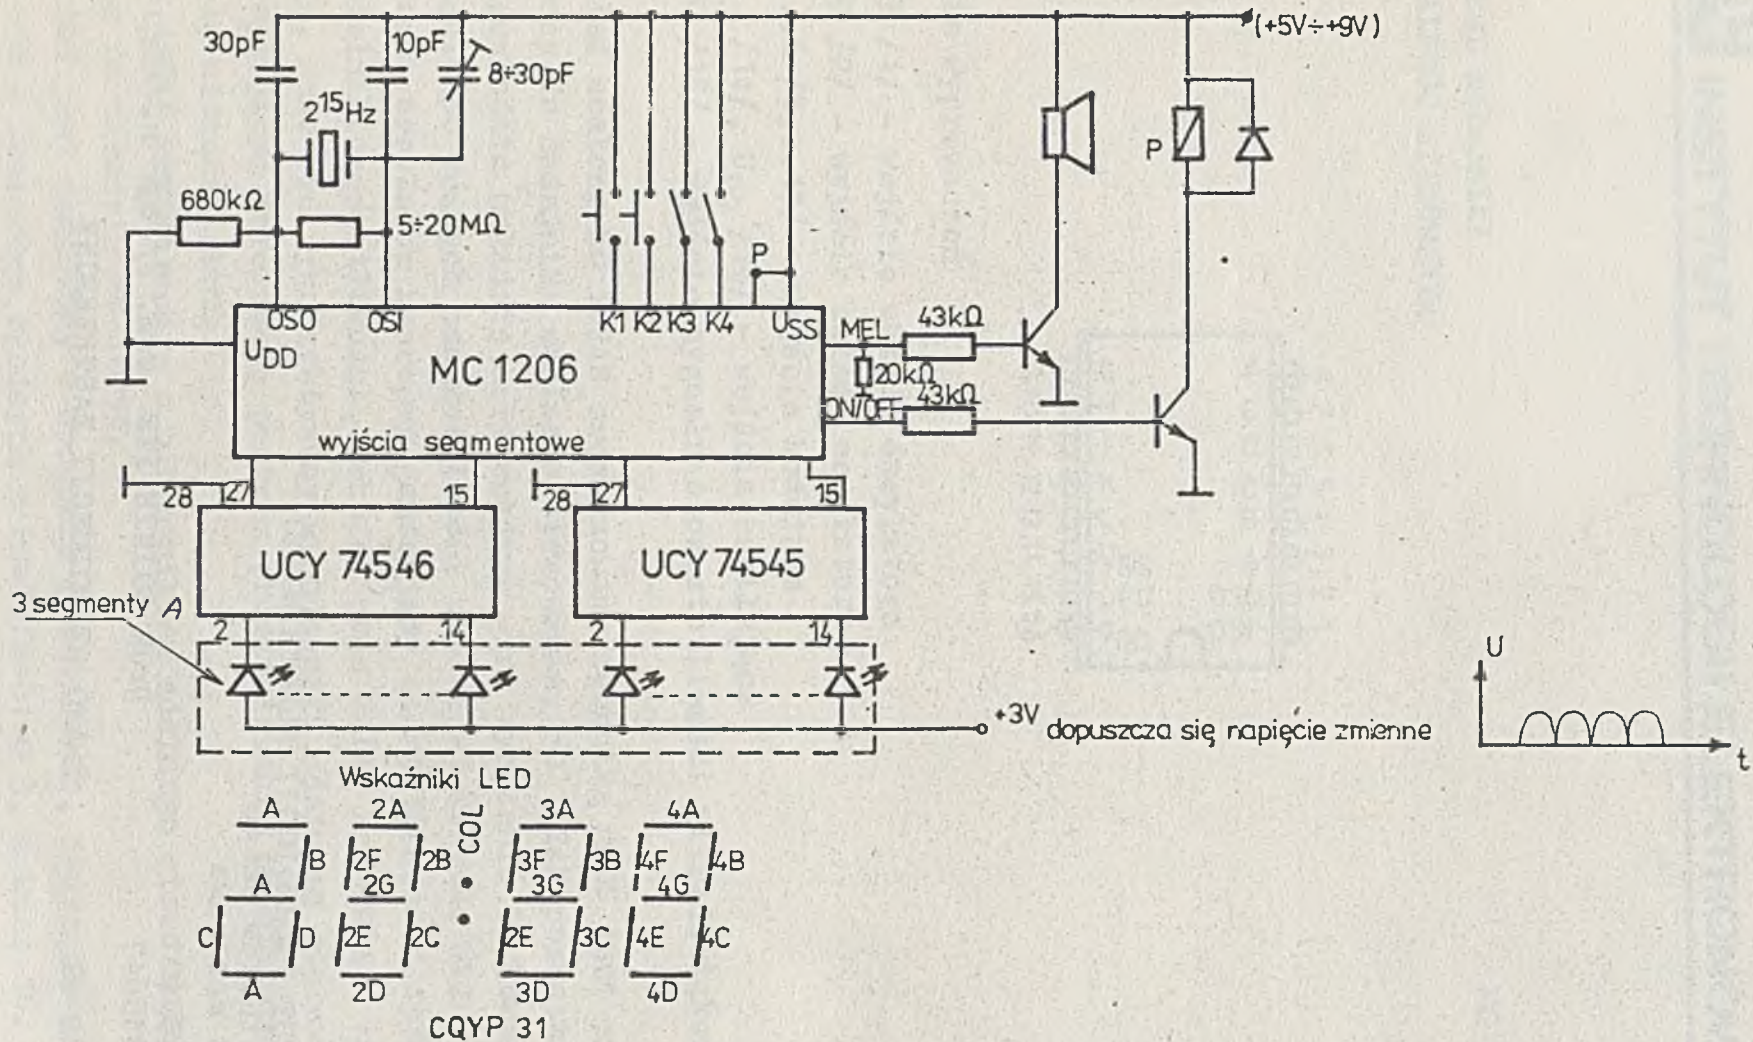 (+5V÷+9V)
30pF
10pF
8÷30pF
2¹⁵Hz
P
680kΩ
5÷20MΩ
P
OSO
OSI
K1
K2
K3
K4
USS
UDD
MC 1206
MEL
43kΩ
20kΩ
43kΩ
ON/OFF
wyjścia segmentowe
28
27
15
28
27
15
UCY 74546
UCY 74545
3 segmenty A
2
14
2
14
+3V dopuszcza się napięcie zmienne
U
t
Wskaźniki LED
A
2A
COL
3A
4A
B
2F
2B
3F
3B
4F
4B
A
2G
3G
4G
C
D
2E
2C
2E
3C
4E
4C
A
2D
3D
4D
CQYP 31